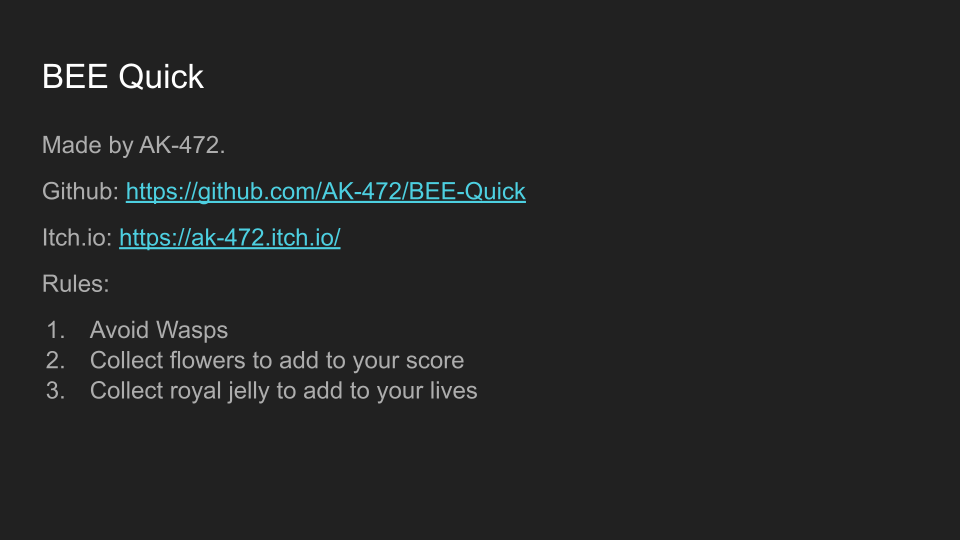 BEE Quick
Made by AK-472.
Github: https://github.com/AK-472/BEE-Quick
Itch.io: https://ak-472.itch.io/
Rules:
1. Avoid Wasps
2. Collect flowers to add to your score
3. Collect royal jelly to add to your lives